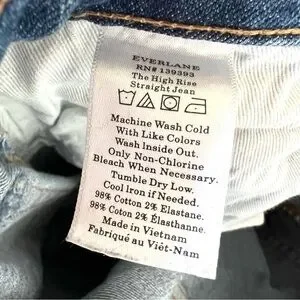 EVERLANE
RN# 139393
The High Rise
Straight Jean
Machine Wash Cold
With Like Colors
Wash Inside Out.
Only Non-Chlorine
Bleach When Necessary.
Tumble Dry Low.
Cool Iron if Needed.
98% Cotton 2% Elastane.
98% Coton 2% Élasthanne.
Made in Vietnam
Fabriqué au Viêt-Nam